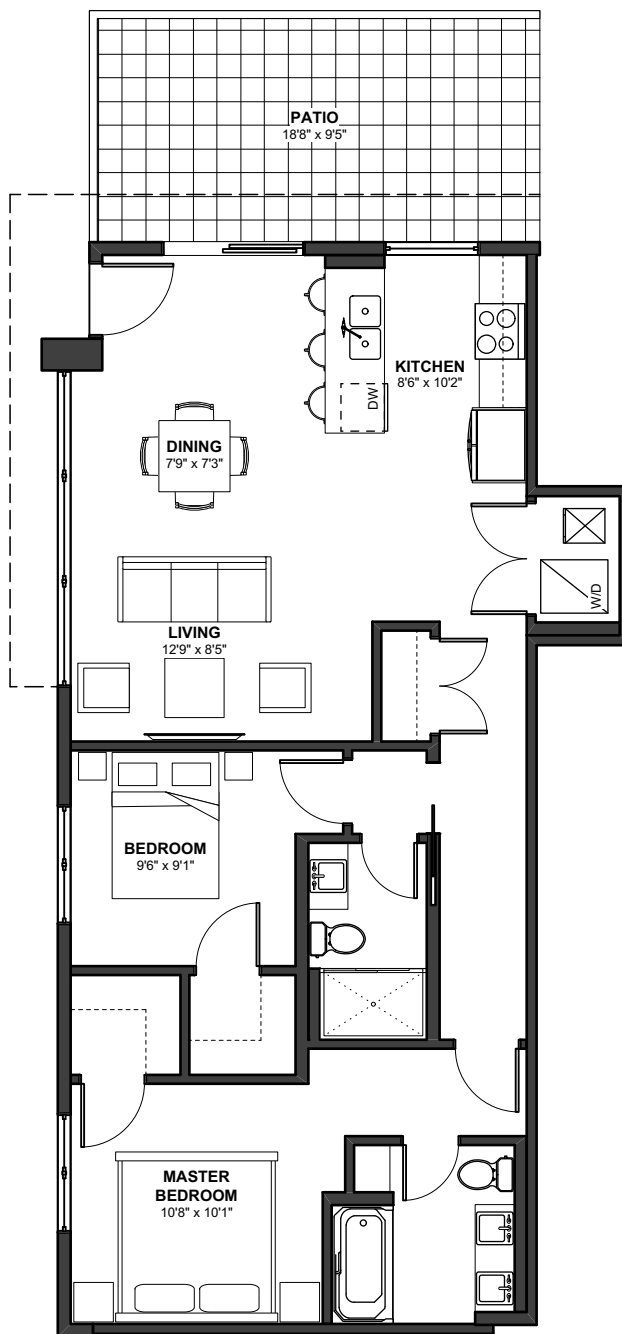 PATIO
18'8" x 9'5"
KITCHEN
8'6" x 10'2"
DW
DINING
7'9" x 7'3"
W/D
LIVING
12'9" x 8'5"
BEDROOM
9'6" x 9'1"
MASTER
BEDROOM
10'8" x 10'1"